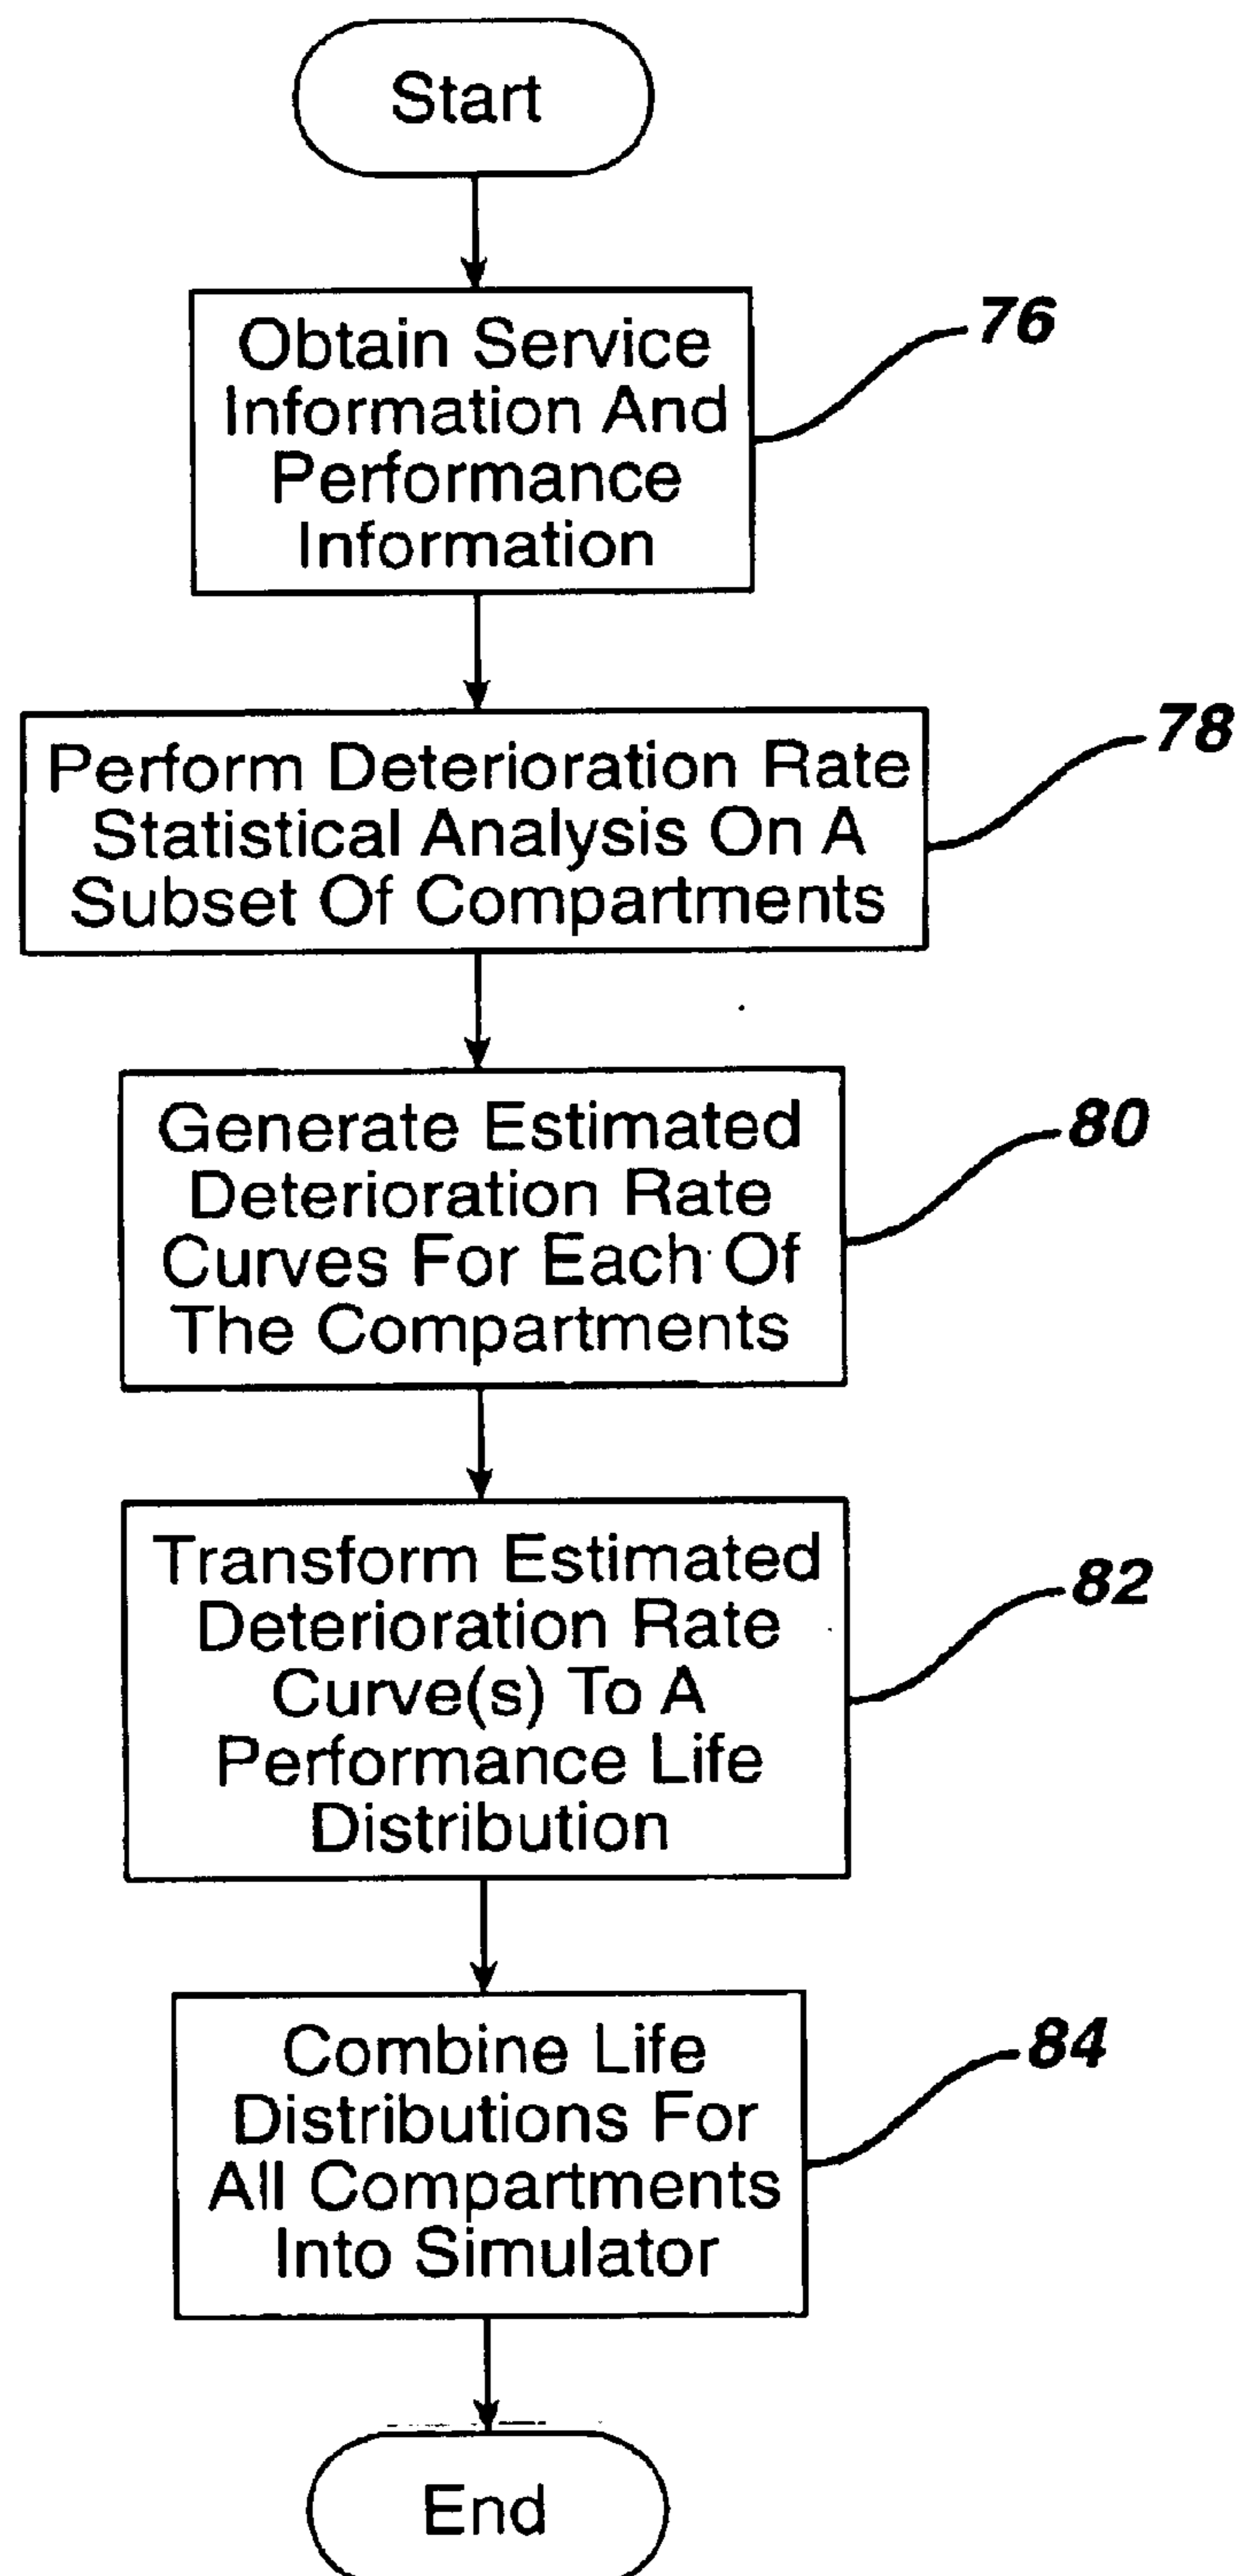 Start
Obtain Service
Information And
Performance
Information
76
Perform Deterioration Rate
Statistical Analysis On A
Subset Of Compartments
78
Generate Estimated
Deterioration Rate
Curves For Each Of
The Compartments
80
Transform Estimated
Deterioration Rate
Curve(s) To A
Performance Life
Distribution
82
Combine Life
Distributions For
All Compartments
Into Simulator
84
End